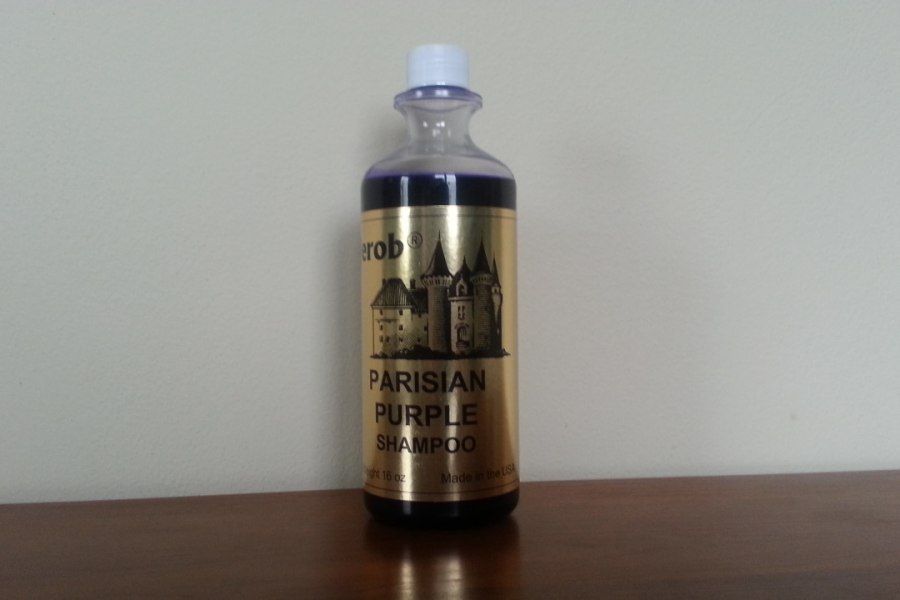 erob®
PARISIAN
PURPLE
SHAMPOO
16 oz Made in the USA